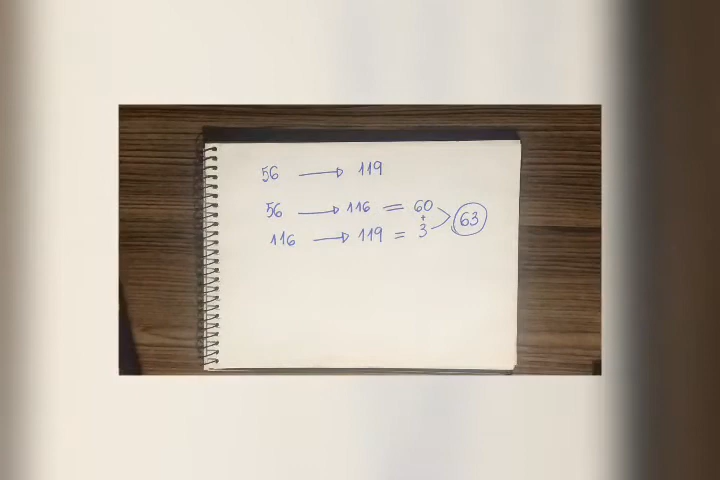 56 → 119
56 → 116 = 60
+
116 → 119 = 3
63